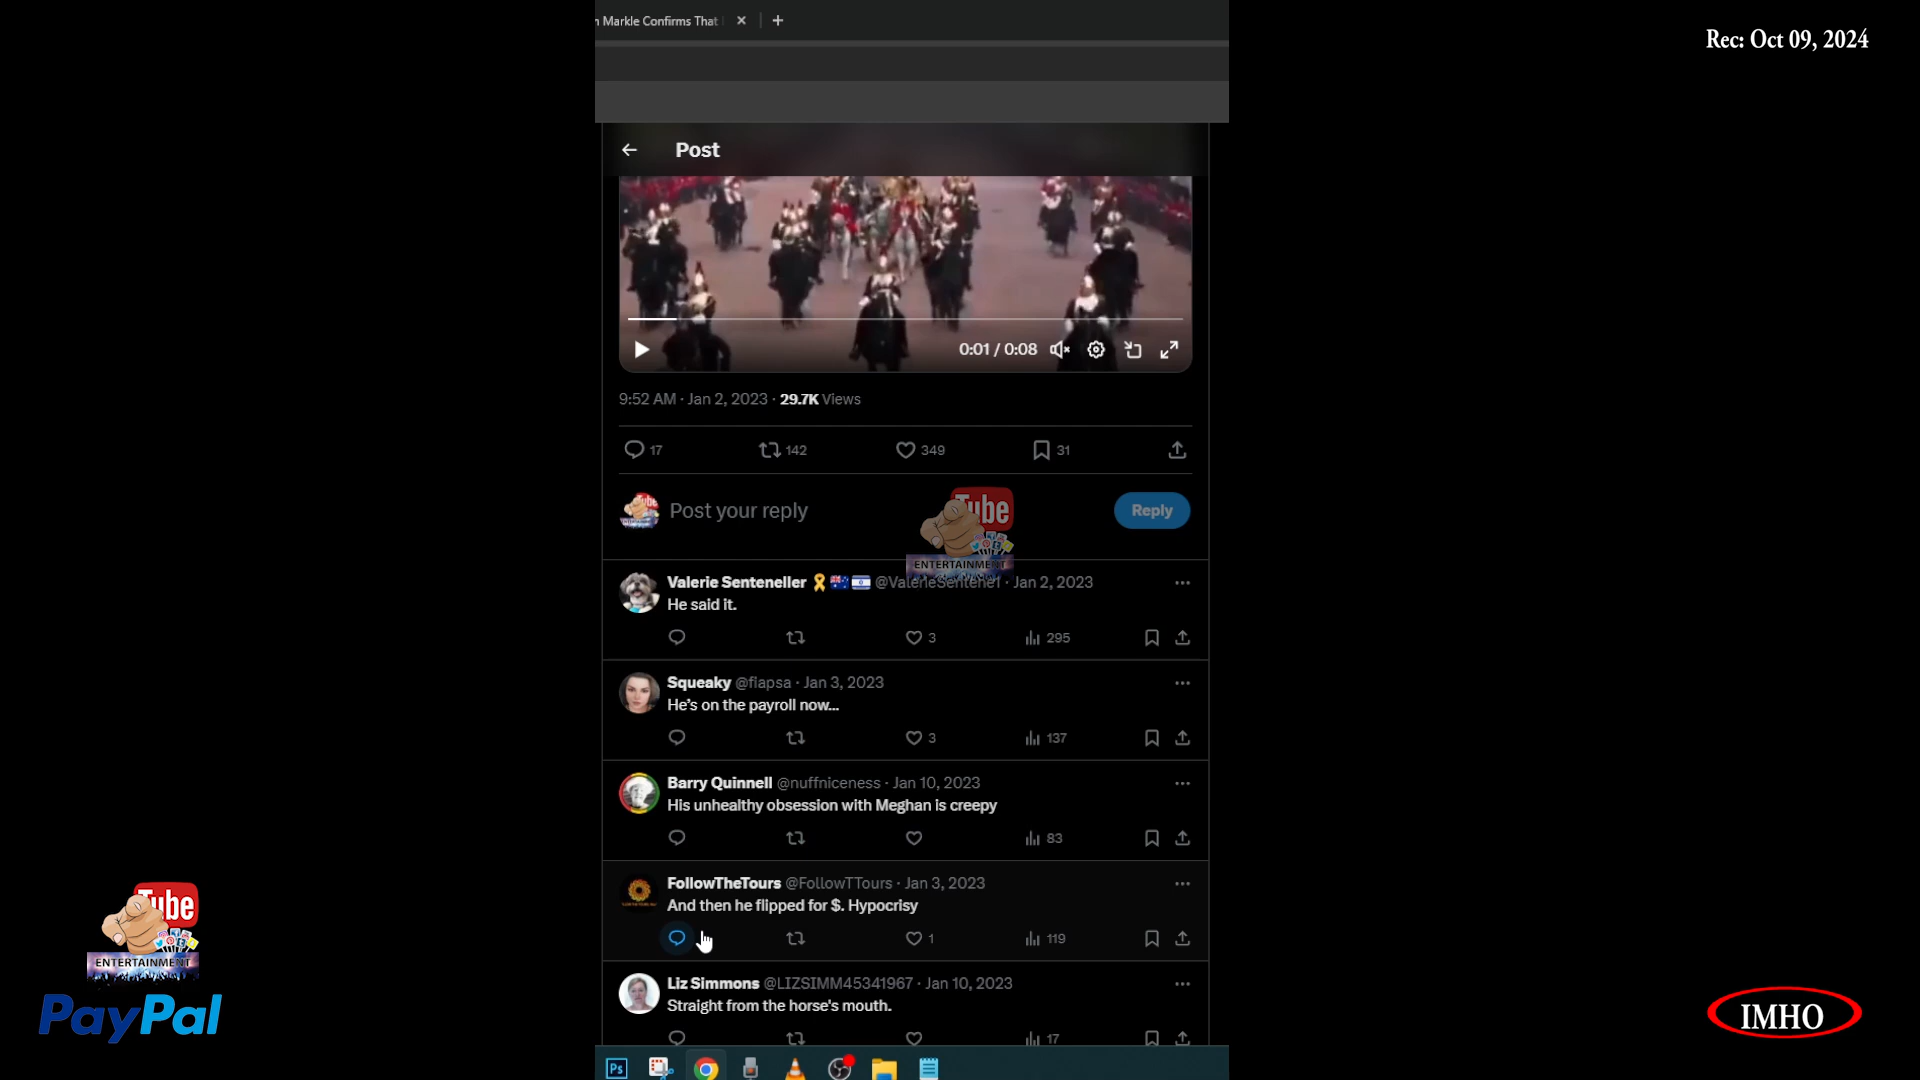 n Markle Confirms That
Rec: Oct 09, 2024
Post
0:01 / 0:08
9:52 AM · Jan 2, 2023 · 29.7K Views
17 142 349 31
Post your reply
Reply
Tube
ENTERTAINMENT
Valerie Senteneller 🎗️🇦🇺🇮🇱 @ValerieSentene1 · Jan 2, 2023
He said it.
3 295
Squeaky @flapsa · Jan 3, 2023
He's on the payroll now...
3 137
Barry Quinnell @nuffniceness · Jan 10, 2023
His unhealthy obsession with Meghan is creepy
83
FollowTheTours @FollowTTours · Jan 3, 2023
And then he flipped for $. Hypocrisy
1 119
Liz Simmons @LIZSIMM45341967 · Jan 10, 2023
Straight from the horse's mouth.
17
Ps
Tube
ENTERTAINMENT
PayPal
IMHO